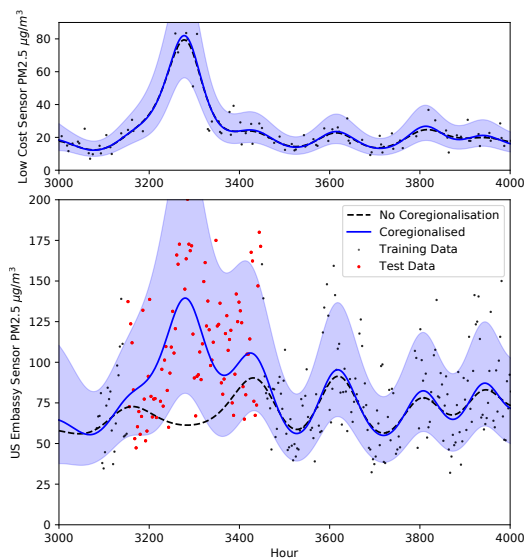 Low Cost Sensor PM2.5 μg/m³
80
60
40
20
0
3000 3200 3400 3600 3800 4000
US Embassy Sensor PM2.5 μg/m³
200
175
150
125
100
75
50
25
0
No Coregionalisation
Coregionalised
Training Data
Test Data
3000 3200 3400 3600 3800 4000
Hour